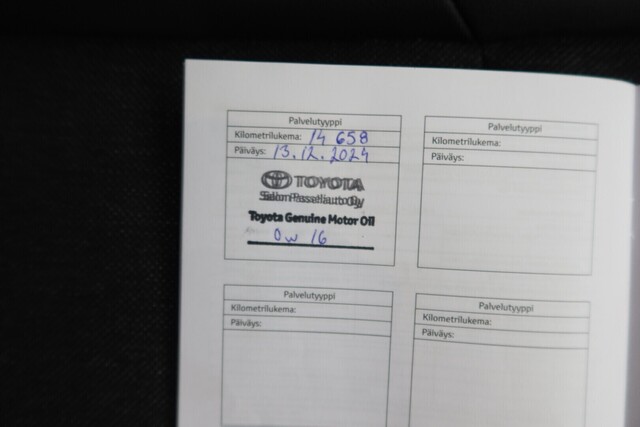 Palvelutyyppi
Kilometrilukema: 14 658
Päiväys: 13.12.2024
TOYOTA
Salon Passeliauto Oy
Toyota Genuine Motor Oil
0w 16
Palvelutyyppi
Kilometrilukema:
Päiväys:
Palvelutyyppi
Kilometrilukema:
Päiväys:
Palvelutyyppi
Kilometrilukema:
Päiväys: